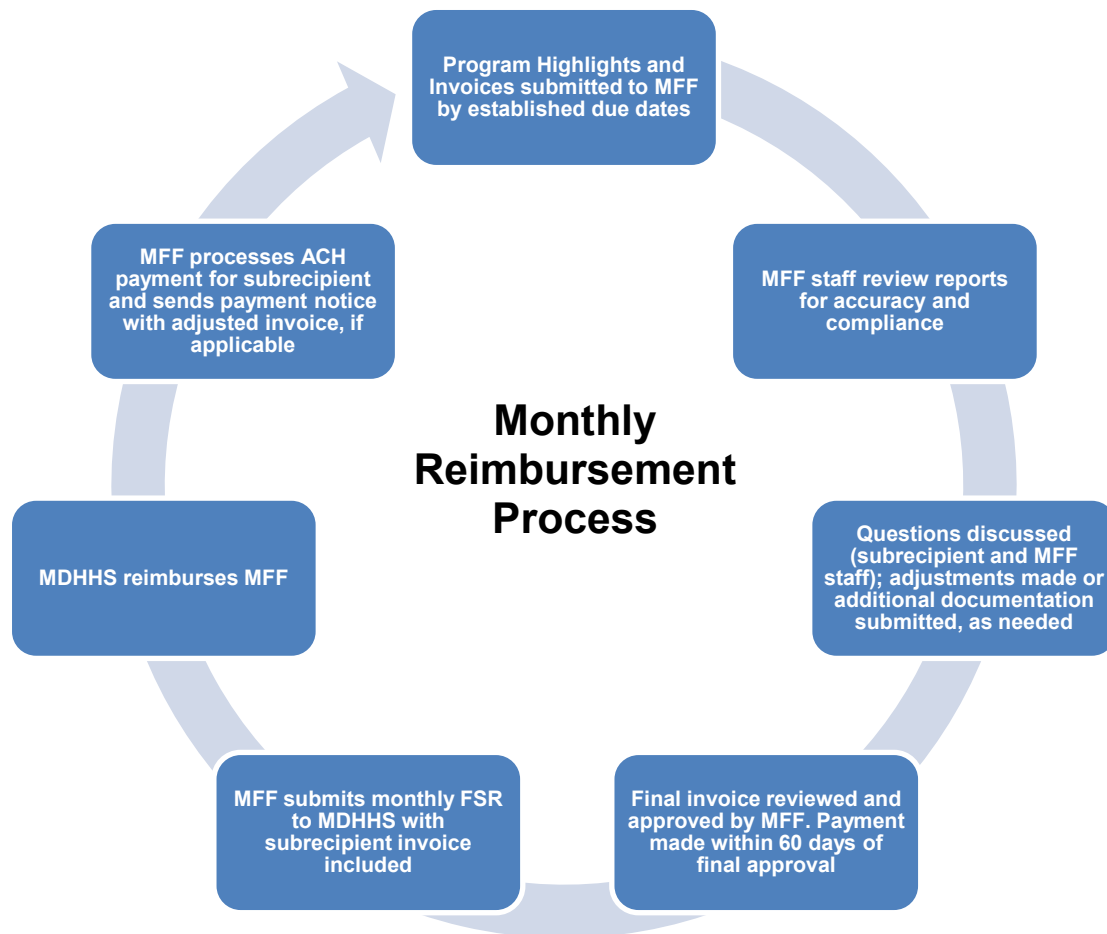 Program Highlights and
Invoices submitted to MFF
by established due dates
MFF staff review reports
for accuracy and
compliance
Questions discussed
(subrecipient and MFF
staff); adjustments made or
additional documentation
submitted, as needed
Final invoice reviewed and
approved by MFF. Payment
made within 60 days of
final approval
MFF submits monthly FSR
to MDHHS with
subrecipient invoice
included
MDHHS reimburses MFF
MFF processes ACH
payment for subrecipient
and sends payment notice
with adjusted invoice, if
applicable
Monthly
Reimbursement
Process